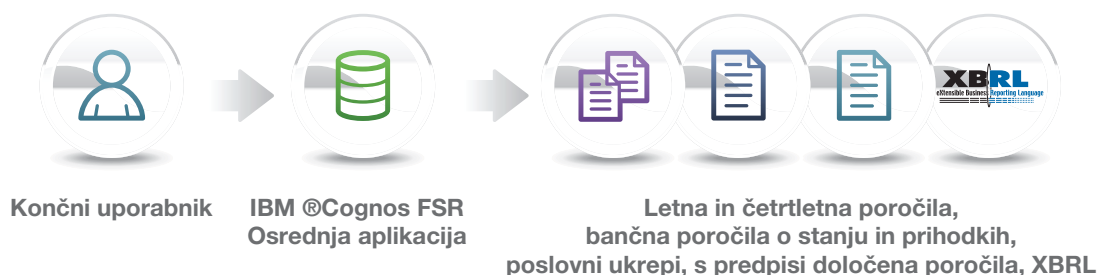 XBRL
eXtensible Business Reporting Language
Končni uporabnik
IBM ®Cognos FSR
Osrednja aplikacija
Letna in četrtletna poročila,
bančna poročila o stanju in prihodkih,
poslovni ukrepi, s predpisi določena poročila, XBRL